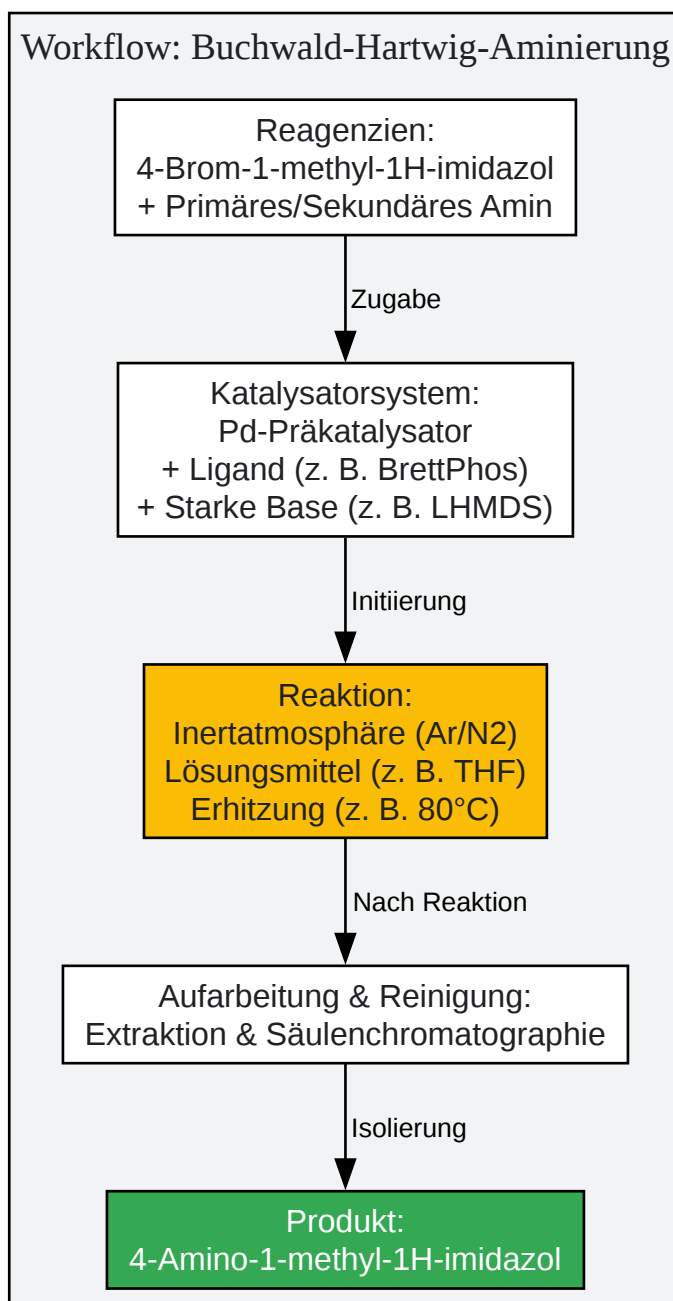 Workflow: Buchwald-Hartwig-Aminierung
Reagenzien:
4-Brom-1-methyl-1H-imidazol
+ Primäres/Sekundäres Amin
Zugabe
Katalysatorsystem:
Pd-Präkatalysator
+ Ligand (z. B. BrettPhos)
+ Starke Base (z. B. LHMDS)
Initiierung
Reaktion:
Inertatmosphäre (Ar/N2)
Lösungsmittel (z. B. THF)
Erhitzung (z. B. 80°C)
Nach Reaktion
Aufarbeitung & Reinigung:
Extraktion & Säulenchromatographie
Isolierung
Produkt:
4-Amino-1-methyl-1H-imidazol